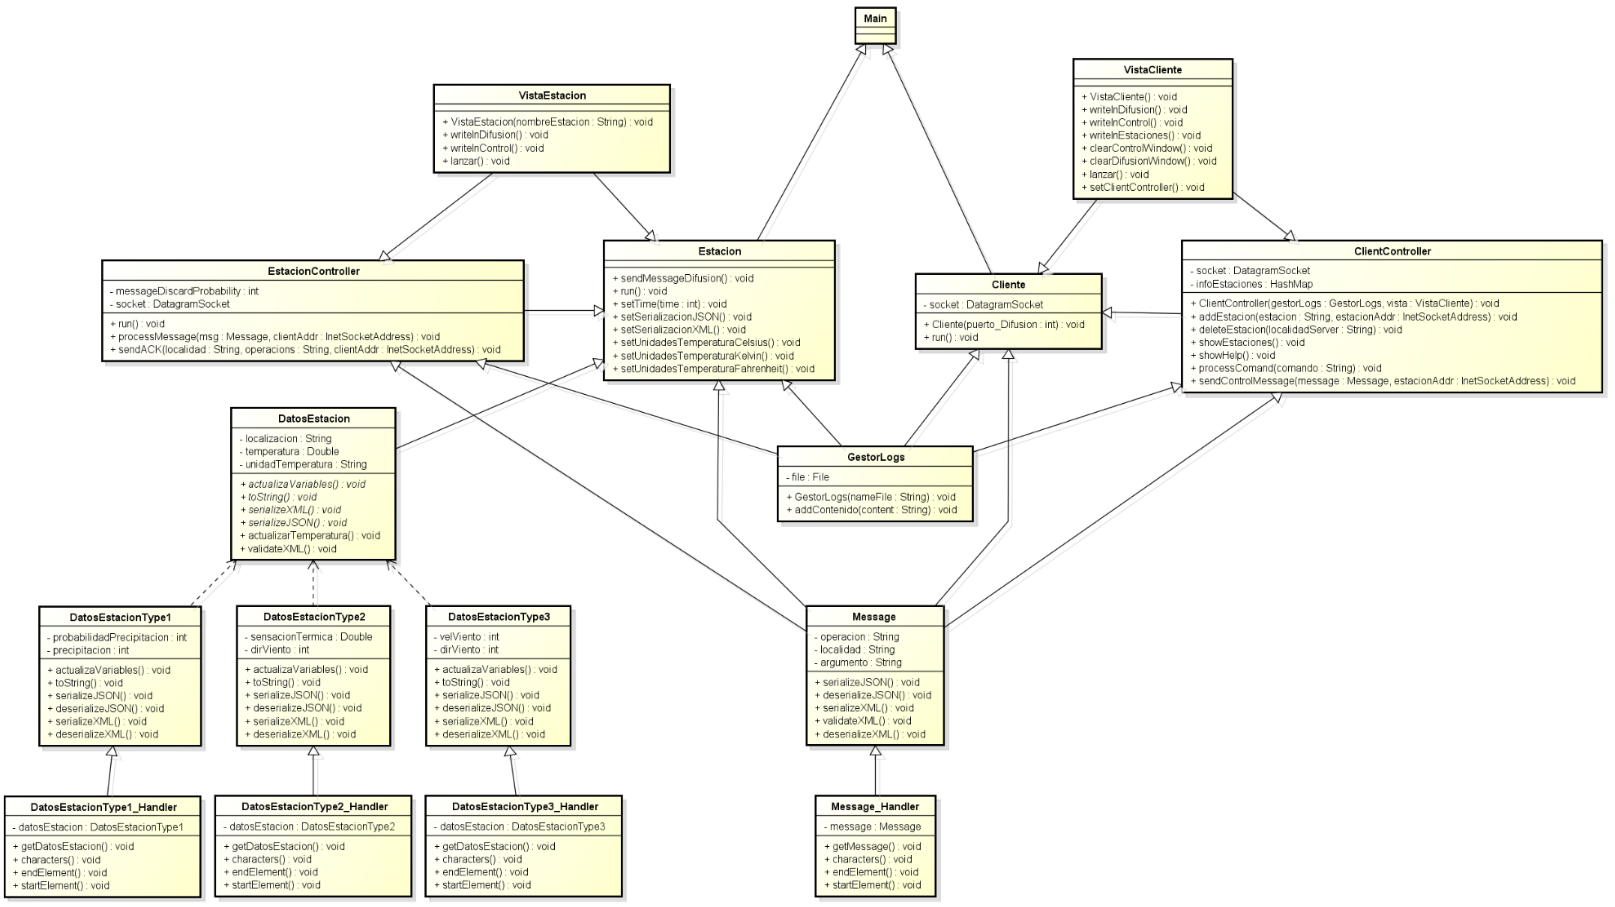 Main
VistaCliente
+ VistaCliente() : void
+ writeInDifusion() : void
+ writeInControl() : void
+ writeInEstaciones() : void
+ clearControlWindow() : void
+ clearDifusionWindow() : void
+ lanzar() : void
+ setClientController() : void
VistaEstacion
+ VistaEstacion(nombreEstacion : String) : void
+ writeInDifusion() : void
+ writeInControl() : void
+ lanzar() : void
EstacionController
- messageDiscardProbability : int
- socket : DatagramSocket
+ run() : void
+ processMessage(msg : Message, clientAddr : InetSocketAddress) : void
+ sendACK(localidad : String, operacions : String, clientAddr : InetSocketAddress) : void
Estacion
+ sendMessageDifusion() : void
+ run() : void
+ setTime(time : int) : void
+ setSerializacionJSON() : void
+ setSerializacionXML() : void
+ setUnidadesTemperaturaCelsius() : void
+ setUnidadesTemperaturaKelvin() : void
+ setUnidadesTemperaturaFahrenheit() : void
Cliente
- socket : DatagramSocket
+ Cliente(puerto_Difusion : int) : void
+ run() : void
ClientController
- socket : DatagramSocket
- infoEstaciones : HashMap
+ ClientController(gestorLogs : GestorLogs, vista : VistaCliente) : void
+ addEstacion(estacion : String, estacionAddr : InetSocketAddress) : void
+ deleteEstacion(localidadServer : String) : void
+ showEstaciones() : void
+ showHelp() : void
+ processComand(comando : String) : void
+ sendControlMessage(message : Message, estacionAddr : InetSocketAddress) : void
DatosEstacion
- localizacion : String
- temperatura : Double
- unidadTemperatura : String
+ actualizaVariables() : void
+ toString() : void
+ serializeXML() : void
+ serializeJSON() : void
+ actualizarTemperatura() : void
+ validateXML() : void
GestorLogs
- file : File
+ GestorLogs(nameFile : String) : void
+ addContenido(content : String) : void
DatosEstacionType1
- probabilidadPrecipitacion : int
- precipitacion : int
+ actualizaVariables() : void
+ toString() : void
+ serializeJSON() : void
+ deserializeJSON() : void
+ serializeXML() : void
+ deserializeXML() : void
DatosEstacionType2
- sensacionTermica : Double
- dirViento : int
+ actualizaVariables() : void
+ toString() : void
+ serializeJSON() : void
+ deserializeJSON() : void
+ serializeXML() : void
+ deserializeXML() : void
DatosEstacionType3
- velViento : int
- dirViento : int
+ actualizaVariables() : void
+ toString() : void
+ serializeJSON() : void
+ deserializeJSON() : void
+ serializeXML() : void
+ deserializeXML() : void
Message
- operacion : String
- localidad : String
- argumento : String
+ serializeJSON() : void
+ deserializeJSON() : void
+ serializeXML() : void
+ validateXML() : void
+ deserializeXML() : void
DatosEstacionType1_Handler
- datosEstacion : DatosEstacionType1
+ getDatosEstacion() : void
+ characters() : void
+ endElement() : void
+ startElement() : void
DatosEstacionType2_Handler
- datosEstacion : DatosEstacionType2
+ getDatosEstacion() : void
+ characters() : void
+ endElement() : void
+ startElement() : void
DatosEstacionType3_Handler
- datosEstacion : DatosEstacionType3
+ getDatosEstacion() : void
+ characters() : void
+ endElement() : void
+ startElement() : void
Message_Handler
- message : Message
+ getMessage() : void
+ characters() : void
+ endElement() : void
+ startElement() : void